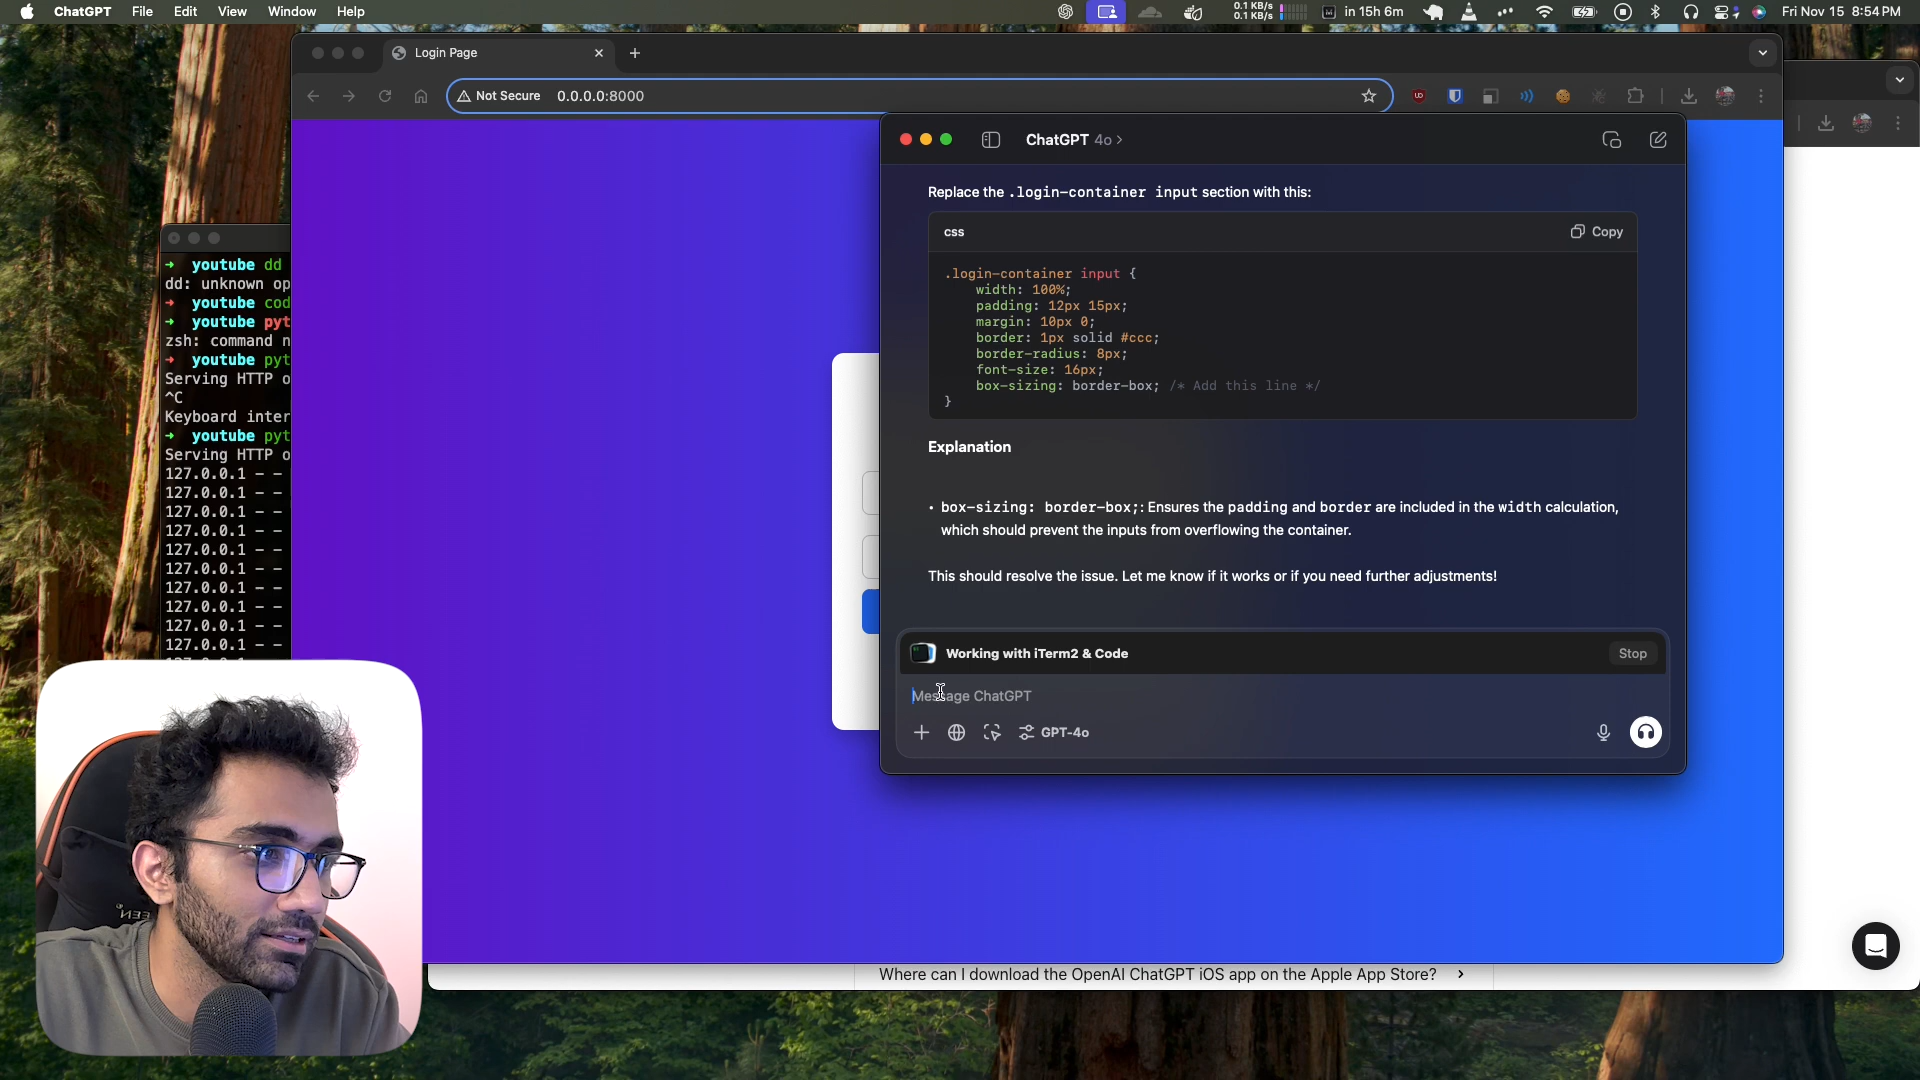 ChatGPT File Edit View Window Help
0.1 KB/s
0.1 KB/s
in 15h 6m
Fri Nov 15 8:54 PM
Login Page
Not Secure 0.0.0.0:8000
ChatGPT 4o >
Replace the .login-container input section with this:
css
Copy
.login-container input {
width: 100%;
padding: 12px 15px;
margin: 10px 0;
border: 1px solid #ccc;
border-radius: 8px;
font-size: 16px;
box-sizing: border-box; /* Add this line */
}
Explanation
• box-sizing: border-box;: Ensures the padding and border are included in the width calculation,
which should prevent the inputs from overflowing the container.
This should resolve the issue. Let me know if it works or if you need further adjustments!
Working with iTerm2 & Code
Stop
Message ChatGPT
GPT-4o
➜ youtube dd
dd: unknown op
➜ youtube cod
➜ youtube pyt
zsh: command n
➜ youtube pyt
Serving HTTP o
^C
Keyboard inter
➜ youtube pyt
Serving HTTP o
127.0.0.1 - -
127.0.0.1 - -
127.0.0.1 - -
127.0.0.1 - -
127.0.0.1 - -
127.0.0.1 - -
127.0.0.1 - -
127.0.0.1 - -
127.0.0.1 - -
127.0.0.1 - -
Where can I download the OpenAI ChatGPT iOS app on the Apple App Store? >